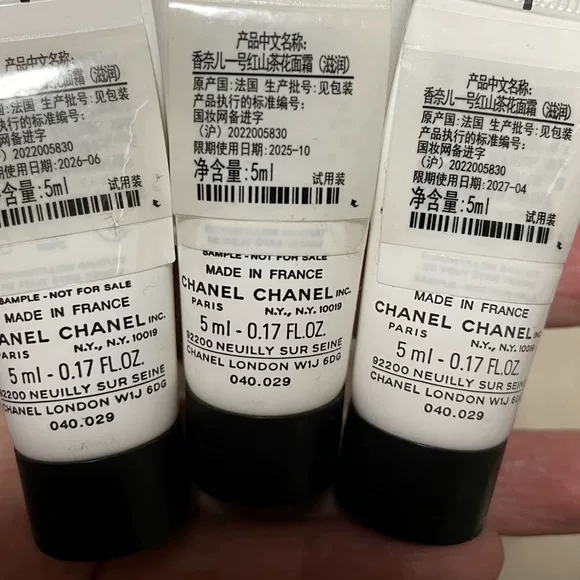 产品中文名称:
花面霜（滋润）
国 生产批号:见包装
执行的标准编号:
妆网备进字
2022005830
使用日期:2026-06
含量:5ml
试用装
SAMPLE - NOT FOR SALE
MADE IN FRANCE
ANEL CHANEL INC.
PARIS N.Y., N.Y. 10019
5 ml - 0.17 FL.OZ.
92200 NEUILLY SUR SEINE
CHANEL LONDON W1J 6DG
040.029
产品中文名称:
香奈儿一号红山茶花面霜（滋润）
原产国:法国 生产批号:见包装
产品执行的标准编号:
国妆网备进字
（沪）2022005830
限期使用日期:2025-10
净含量:5ml
试用装
SAMPLE - NOT FOR SALE
MADE IN FRANCE
CHANEL CHANEL INC.
PARIS N.Y., N.Y. 10019
5 ml - 0.17 FL.OZ.
92200 NEUILLY SUR SEINE
CHANEL LONDON W1J 6DG
040.029
产品中文名称:
香奈儿一号红山茶花面霜（滋润）
原产国:法国 生产批号:见包装
产品执行的标准编号:
国妆网备进字
（沪）2022005830
限期使用日期:2027-04
净含量:5ml
试用装
MADE IN FRANCE
CHANEL CHANEL INC.
PARIS N.Y., N.Y. 10019
5 ml - 0.17 FL.OZ.
92200 NEUILLY SUR SEINE
CHANEL LONDON W1J 6DG
040.029